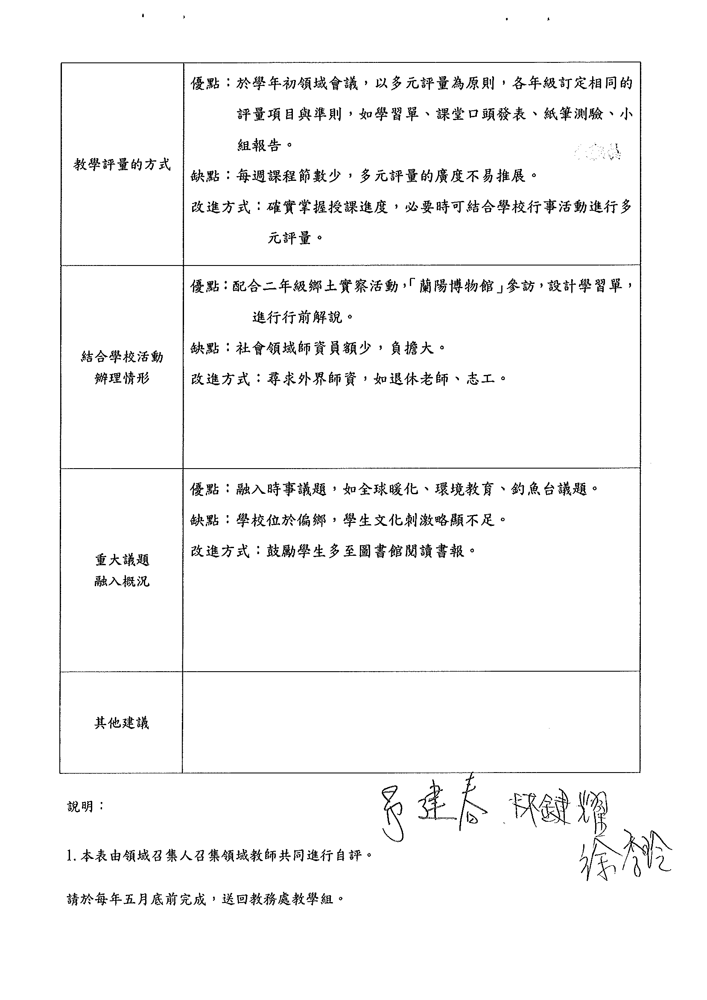 優點：於學年初領域會議，以多元評量為原則，各年級訂定相同的
評量項目與準則，如學習單、課堂口頭發表、紙筆測驗、小
組報告。
教學評量的方式
缺點：每週課程節數少，多元評量的廣度不易推展。
改進方式：確實掌握授課進度，必要時可結合學校行事活動進行多
元評量。
優點：配合二年級鄉土實察活動，「蘭陽博物館」參訪，設計學習單，
進行行前解說。
缺點：社會領域師資員額少，負擔大。
結合學校活動
辦理情形
改進方式：尋求外界師資，如退休老師、志工。
優點：融入時事議題，如全球暖化、環境教育、釣魚台議題。
缺點：學校位於偏鄉，學生文化刺激略顯不足。
改進方式：鼓勵學生多至圖書館閱讀書報。
重大議題
融入概況
其他建議
說明：
建春 林鍵耀
徐
1. 本表由領域召集人召集領域教師共同進行自評。
請於每年五月底前完成，送回教務處教學組。